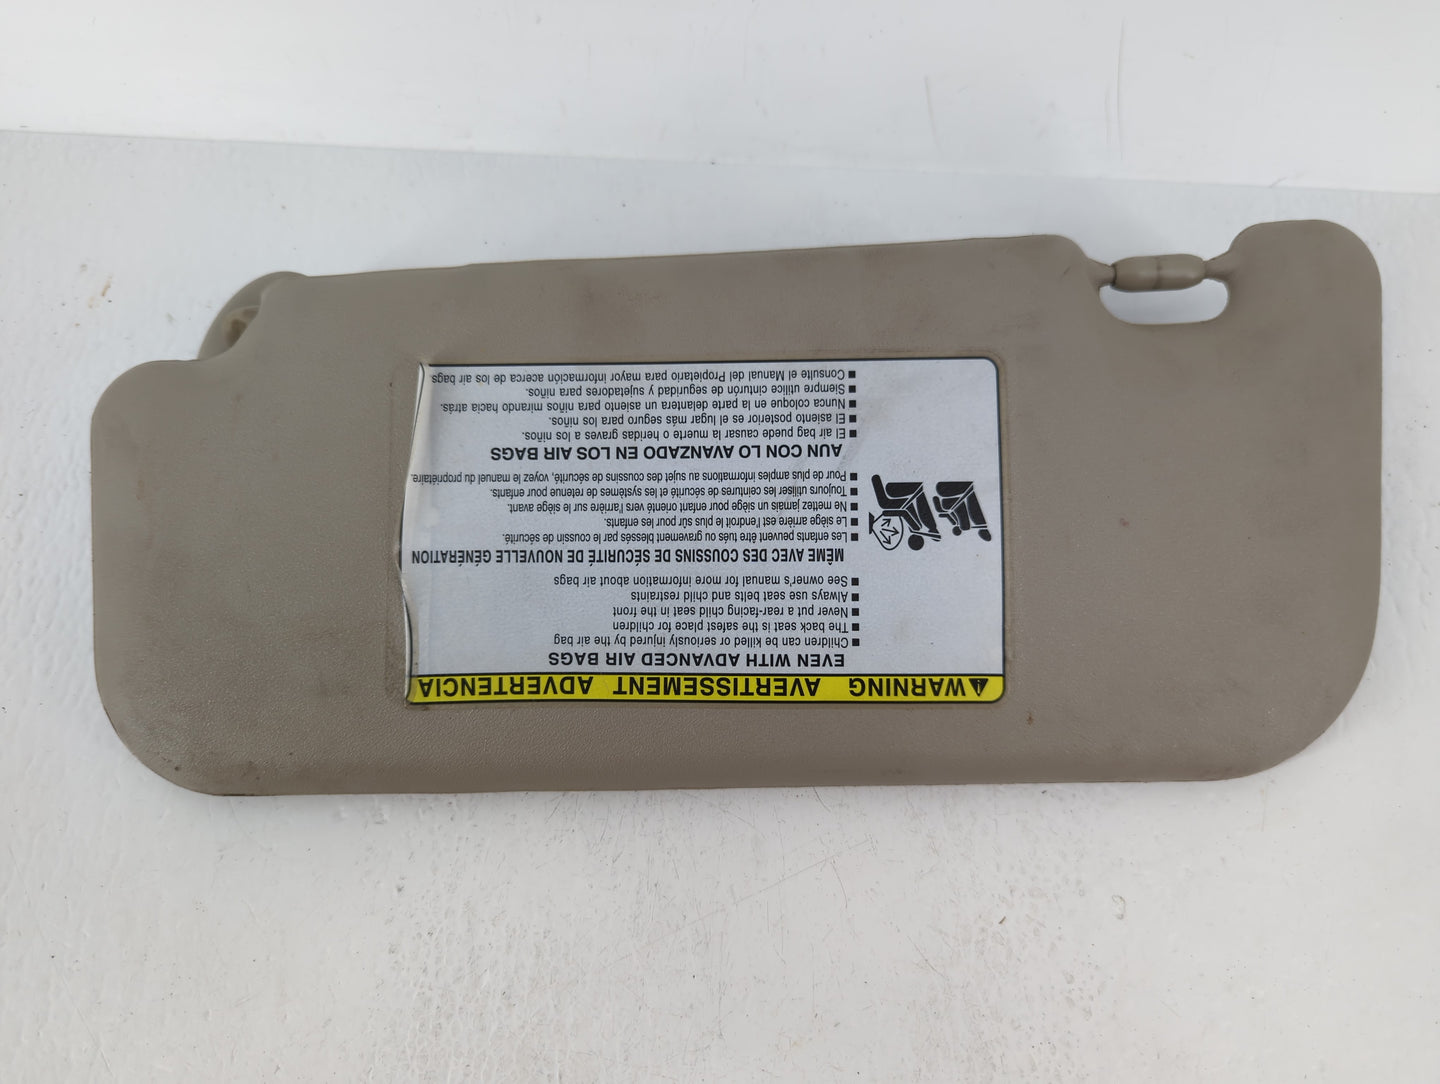 ⚠WARNING AVERTISSEMENT ADVERTENCIA
EVEN WITH ADVANCED AIR BAGS
■ Children can be killed or seriously injured by the air bag
■ The back seat is the safest place for children
■ Never put a rear-facing child seat in the front
■ Always use seat belts and child restraints
■ See owner's manual for more information about air bags
MÊME AVEC DES COUSSINS DE SÉCURITÉ DE NOUVELLE GÉNÉRATION
■ Les enfants peuvent être tués ou gravement blessés par le coussin de sécurité.
■ Le siège arrière est l'endroit le plus sûr pour les enfants.
■ Ne mettez jamais un siège pour enfant orienté vers l'arrière sur le siège avant.
■ Toujours utiliser les ceintures de sécurité et les systèmes de retenue pour enfants.
■ Pour de plus amples informations au sujet des coussins de sécurité, voyez le manuel du propriétaire.
AUN CON LO AVANZADO EN LOS AIR BAGS
■ El air bag puede causar la muerte o heridas graves a los niños.
■ El asiento posterior es el lugar más seguro para los niños.
■ Nunca coloque en la parte delantera un asiento para niños mirando hacia atrás.
■ Siempre utilice cinturón de seguridad y sujetadores para niños.
■ Consulte el Manual del Propietario para mayor información acerca de los air bags